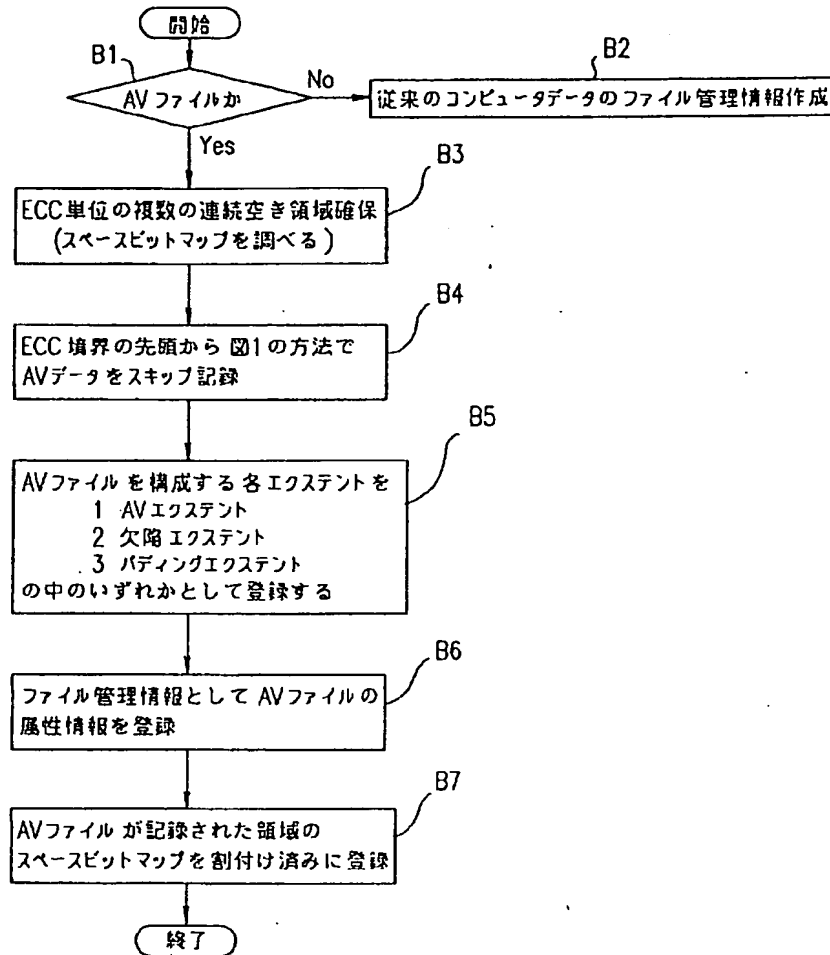 開始
B1
AVファイルか
No
B2
従来のコンピュータデータのファイル管理情報作成
Yes
B3
ECC単位の複数の連続空き領域確保
(スペースビットマップを調べる)
B4
ECC境界の先頭から図1の方法で
AVデータをスキップ記録
B5
AVファイルを構成する各エクステントを
1 AVエクステント
2 欠陥エクステント
3 パディングエクステント
の中のいずれかとして登録する
B6
ファイル管理情報としてAVファイルの
属性情報を登録
B7
AVファイルが記録された領域の
スペースビットマップを割付け済みに登録
終了